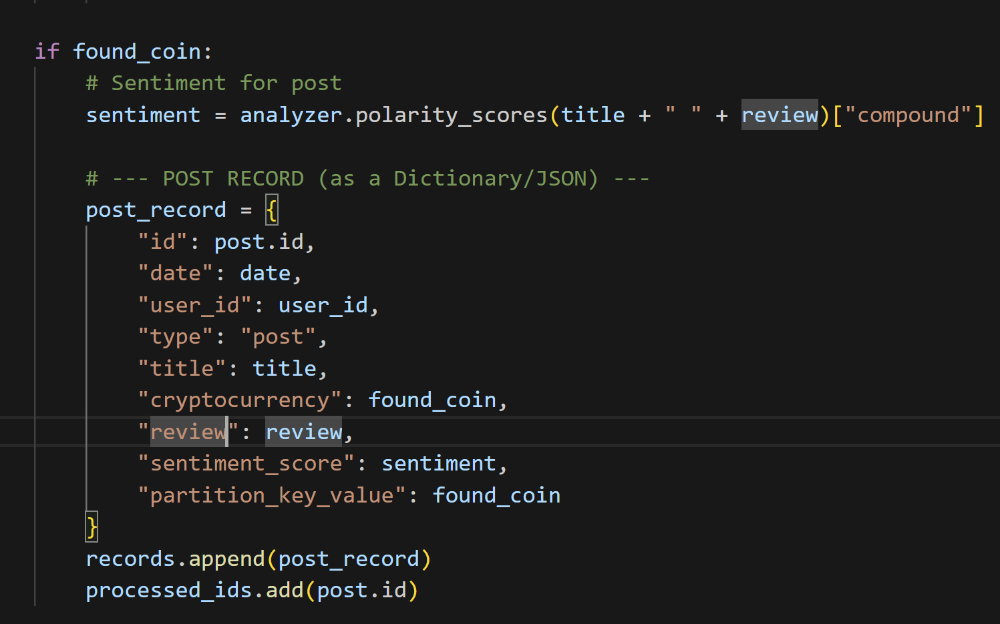 if found_coin:
# Sentiment for post
sentiment = analyzer.polarity_scores(title + " " + review)["compound"]
# --- POST RECORD (as a Dictionary/JSON) ---
post_record = {
"id": post.id,
"date": date,
"user_id": user_id,
"type": "post",
"title": title,
"cryptocurrency": found_coin,
"review": review,
"sentiment_score": sentiment,
"partition_key_value": found_coin
}
records.append(post_record)
processed_ids.add(post.id)